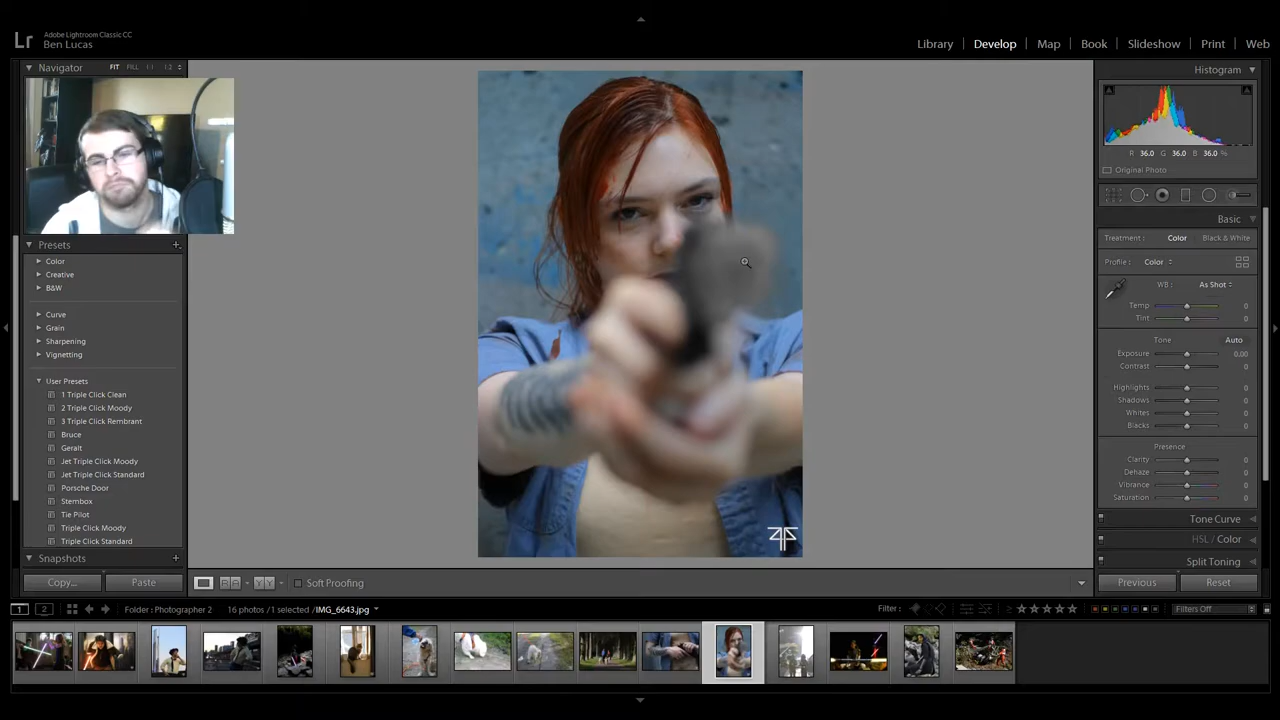 Lr
Adobe Lightroom Classic CC
Ben Lucas
Library Develop Map Book Slideshow Print Web
Navigator FIT FILL 1:1 1:2
Histogram
R 36.0 G 36.0 B 36.0 %
Original Photo
Basic
Treatment: Color Black & White
Profile: Color
WB: As Shot
Temp 0
Tint 0
Tone Auto
Exposure 0.00
Contrast 0
Highlights 0
Shadows 0
Whites 0
Blacks 0
Presence
Clarity 0
Dehaze 0
Vibrance 0
Saturation 0
Tone Curve
HSL / Color
Split Toning
Previous Reset
Presets
Color
Creative
B&W
Curve
Grain
Sharpening
Vignetting
User Presets
1 Triple Click Clean
2 Triple Click Moody
3 Triple Click Rembrant
Bruce
Geralt
Jet Triple Click Moody
Jet Triple Click Standard
Porsche Door
Stembox
Tie Pilot
Triple Click Moody
Triple Click Standard
Snapshots
Copy... Paste
Soft Proofing
1 2 Folder : Photographer 2 16 photos /1 selected /IMG_6643.jpg
Filter : Filters Off